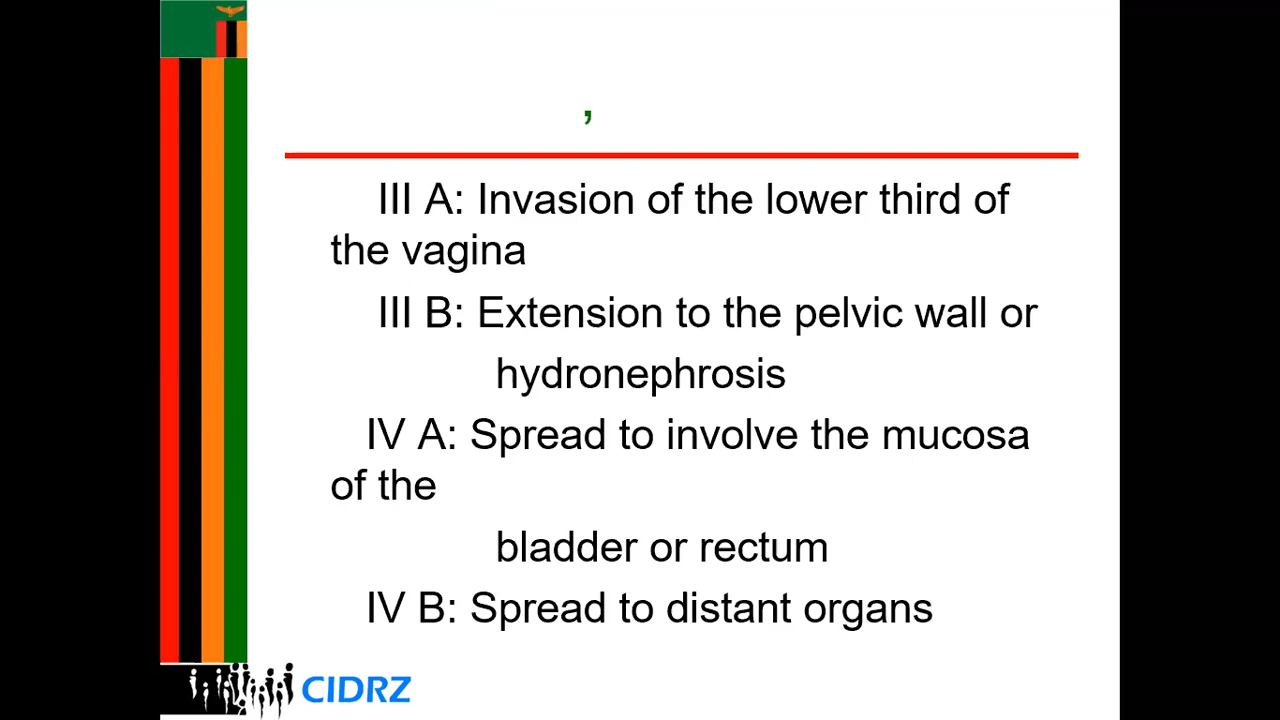 ,
III A: Invasion of the lower third of
the vagina
III B: Extension to the pelvic wall or
hydronephrosis
IV A: Spread to involve the mucosa
of the
bladder or rectum
IV B: Spread to distant organs
CIDRZ